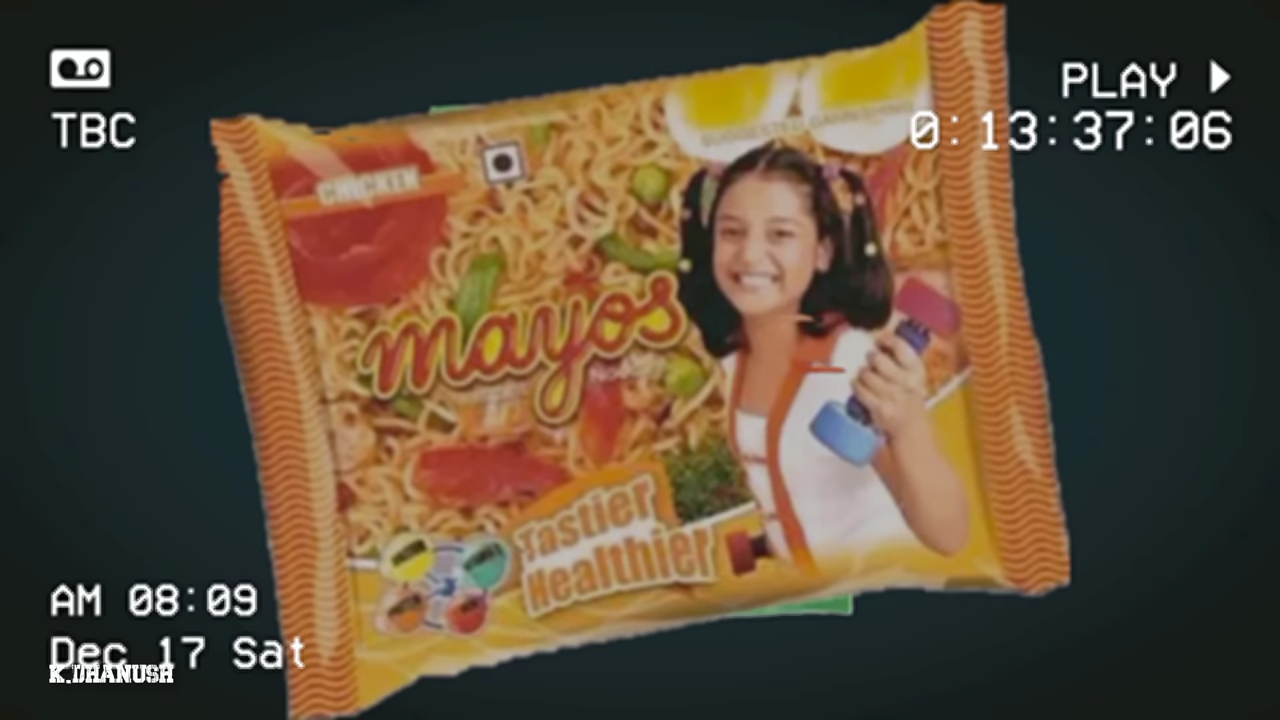 TBC
PLAY
0:13:37:06
CHICKEN
mayos
Tastier
Healthier
AM 08:09
Dec 17 Sat
K.DHANUSH